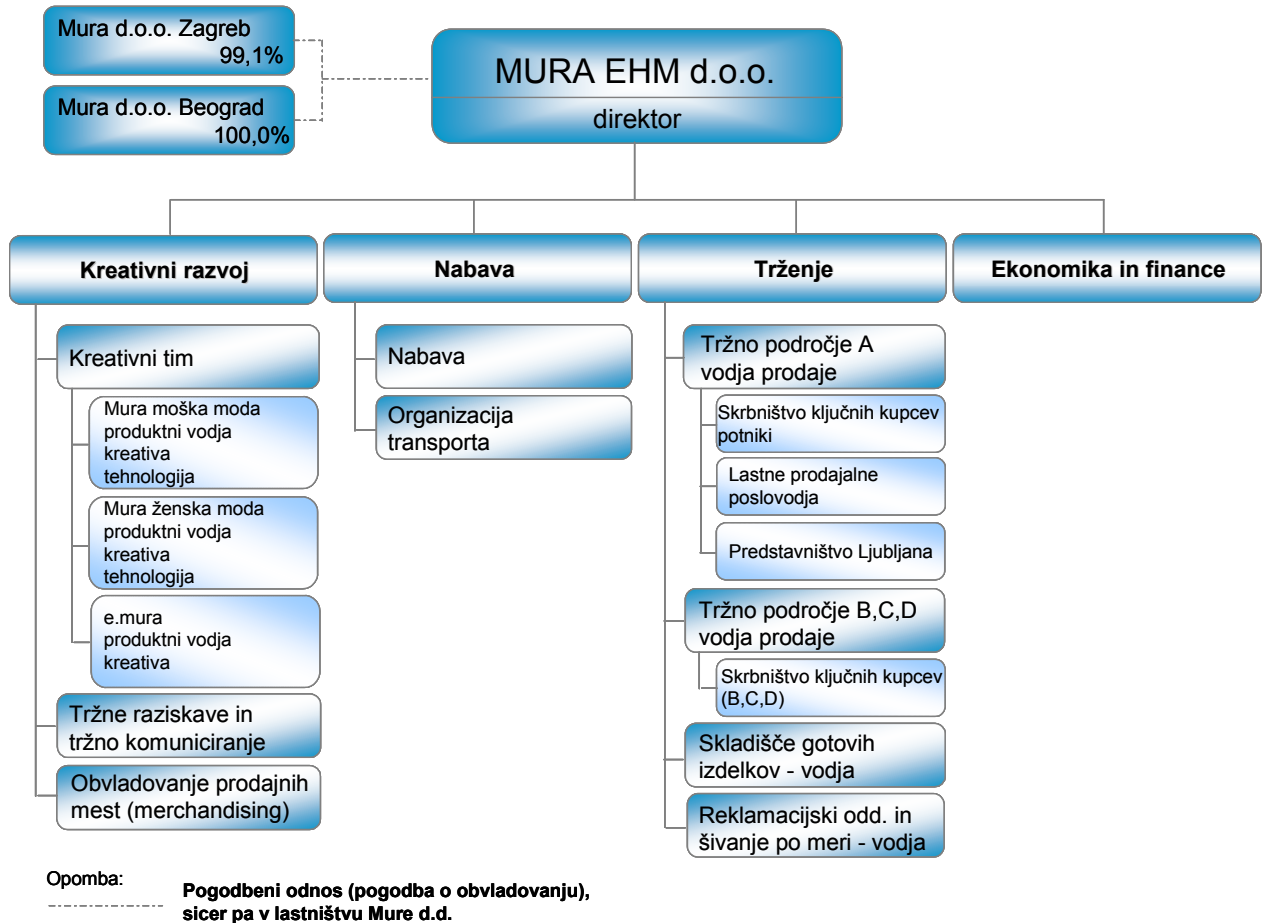 Mura d.o.o. Zagreb
99,1%
Mura d.o.o. Beograd
100,0%
MURA EHM d.o.o.
direktor
Kreativni razvoj
Nabava
Trženje
Ekonomika in finance
Kreativni tim
Mura moška moda
produktni vodja
kreativa
tehnologija
Mura ženska moda
produktni vodja
kreativa
tehnologija
e.mura
produktni vodja
kreativa
Tržne raziskave in
tržno komuniciranje
Obvladovanje prodajnih
mest (merchandising)
Nabava
Organizacija
transporta
Tržno področje A
vodja prodaje
Skrbništvo ključnih kupcev
potniki
Lastne prodajalne
poslovodja
Predstavništvo Ljubljana
Tržno področje B,C,D
vodja prodaje
Skrbništvo ključnih kupcev
(B,C,D)
Skladišče gotovih
izdelkov - vodja
Reklamacijski odd. in
šivanje po meri - vodja
Opomba:
Pogodbeni odnos (pogodba o obvladovanju),
sicer pa v lastništvu Mure d.d.